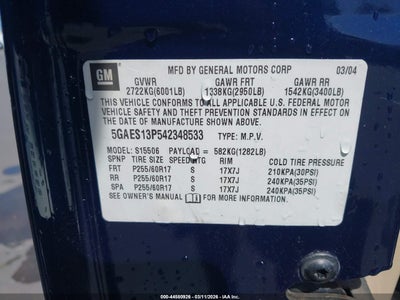 GM
MFD BY GENERAL MOTORS CORP 03/04
GVWR GAWR FRT GAWR RR
2722KG(6001LB) 1338KG(2950LB) 1542KG(3400LB)
THIS VEHICLE CONFORMS TO ALL APPLICABLE U.S. FEDERAL MOTOR
VEHICLE SAFETY, BUMPER, AND THEFT PREVENTION STANDARDS IN EFFECT
ON THE DATE OF MANUFACTURE SHOWN ABOVE.
5GAES13P542348533 TYPE: M.P.V.
MODEL: S15506 PAYLOAD = 582KG(1282LB)
SPNP TIRE SIZE SPEED RTG RIM COLD TIRE PRESSURE
FRT P255/60R17 S 17X7J 210KPA(30PSI)
RR P255/60R17 S 17X7J 240KPA(35PSI)
SPA P255/60R17 S 17X7J 240KPA(35PSI)
SEE OWNER'S MANUAL FOR MORE INFORMATION.
000-44580926 - 03/11/2026 - IAAHC